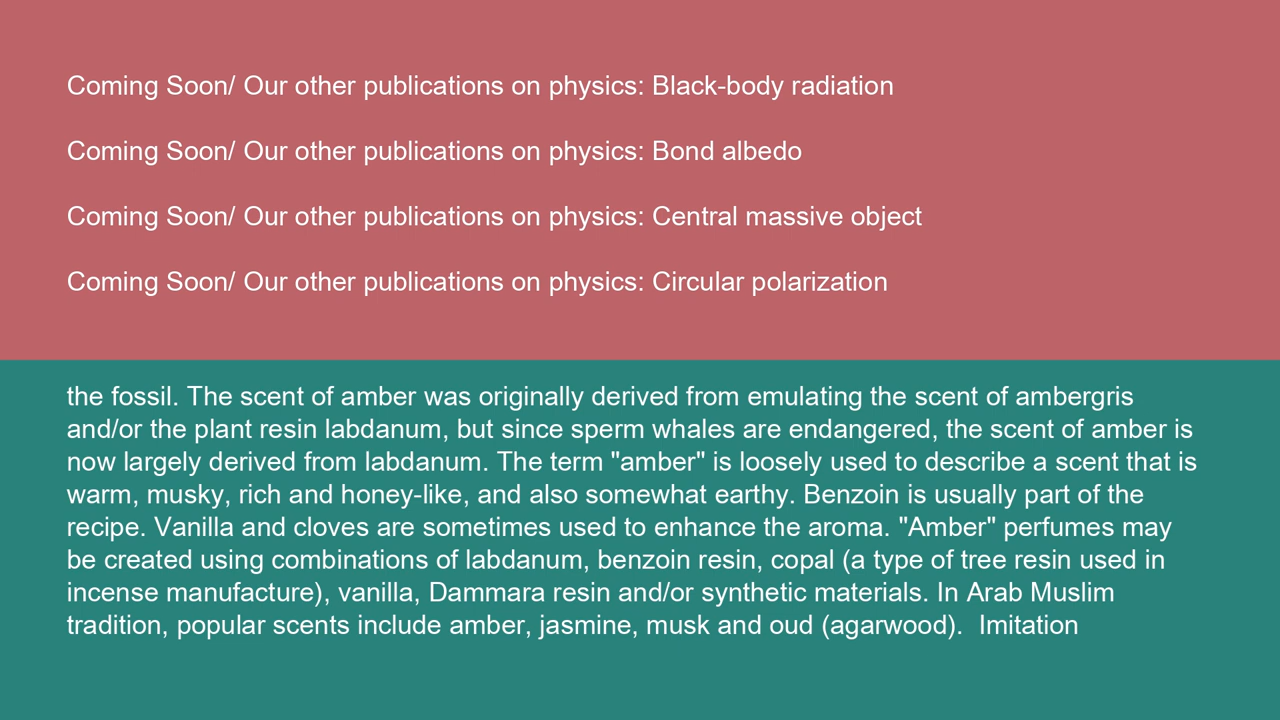 Coming Soon/ Our other publications on physics: Black-body radiation
Coming Soon/ Our other publications on physics: Bond albedo
Coming Soon/ Our other publications on physics: Central massive object
Coming Soon/ Our other publications on physics: Circular polarization
the fossil. The scent of amber was originally derived from emulating the scent of ambergris
and/or the plant resin labdanum, but since sperm whales are endangered, the scent of amber is
now largely derived from labdanum. The term "amber" is loosely used to describe a scent that is
warm, musky, rich and honey-like, and also somewhat earthy. Benzoin is usually part of the
recipe. Vanilla and cloves are sometimes used to enhance the aroma. "Amber" perfumes may
be created using combinations of labdanum, benzoin resin, copal (a type of tree resin used in
incense manufacture), vanilla, Dammara resin and/or synthetic materials. In Arab Muslim
tradition, popular scents include amber, jasmine, musk and oud (agarwood).  Imitation